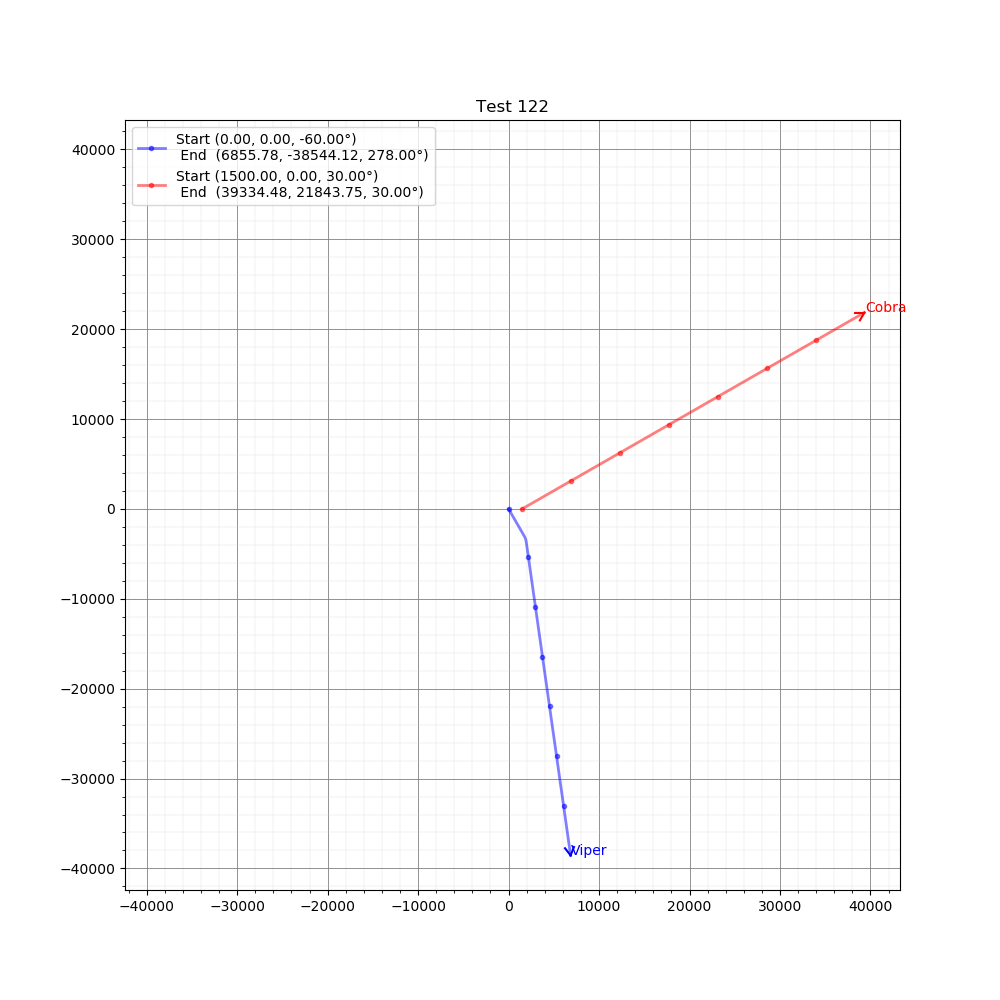 Test 122
Start (0.00, 0.00, -60.00°)
End (6855.78, -38544.12, 278.00°)
Start (1500.00, 0.00, 30.00°)
End (39334.48, 21843.75, 30.00°)
40000
30000
20000
10000
0
−10000
−20000
−30000
−40000
Cobra
Viper
−40000 −30000 −20000 −10000 0 10000 20000 30000 40000